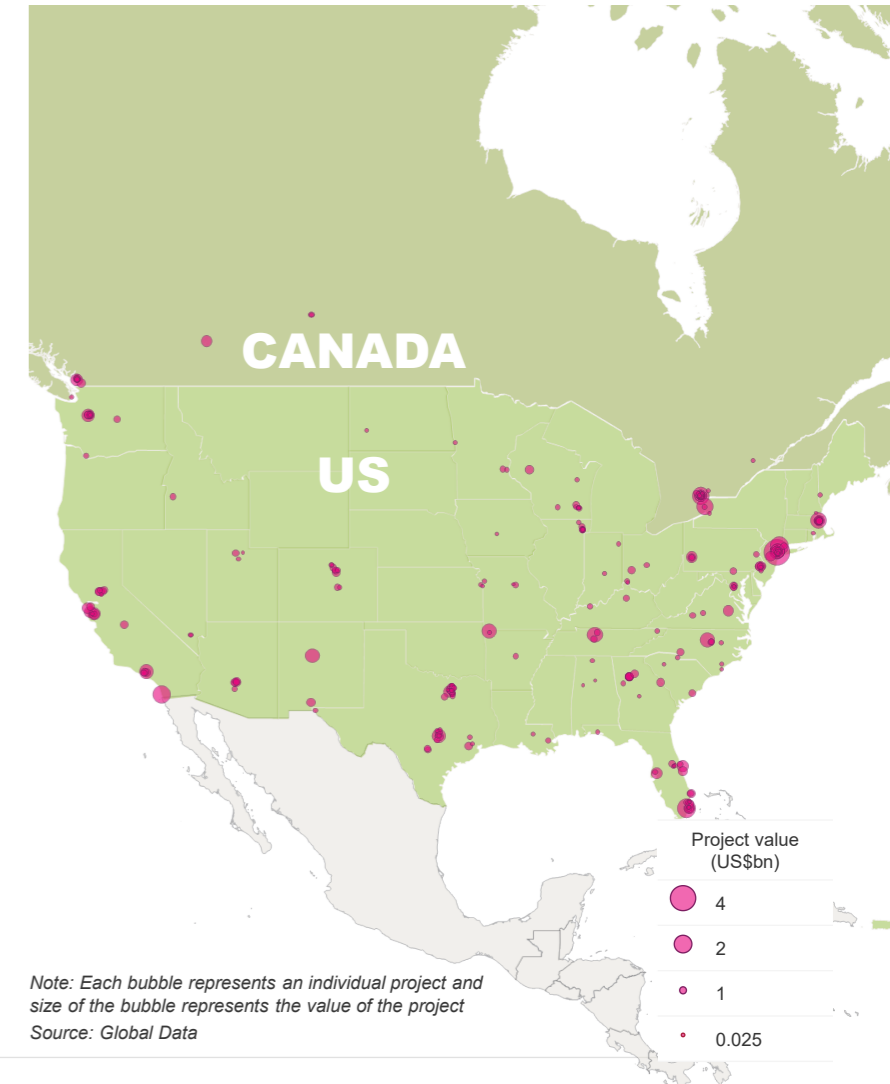 CANADA
US
Project value
(US$bn)
4
2
1
0.025
Note: Each bubble represents an individual project and
size of the bubble represents the value of the project
Source: Global Data